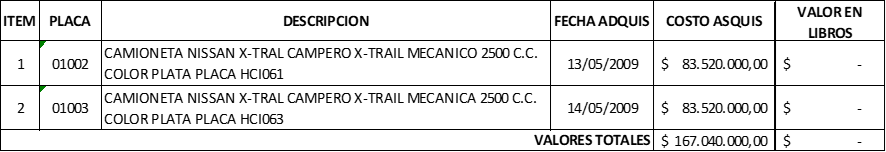 ITEM PLACA DESCRIPCION FECHA ADQUIS COSTO ASQUIS VALOR EN LIBROS
1 01002 CAMIONETA NISSAN X-TRAL CAMPERO X-TRAIL MECANICO 2500 C.C. COLOR PLATA PLACA HCI061 13/05/2009 $ 83.520.000,00 $ -
2 01003 CAMIONETA NISSAN X-TRAL CAMPERO X-TRAIL MECANICA 2500 C.C. COLOR PLATA PLACA HCI063 14/05/2009 $ 83.520.000,00 $ -
VALORES TOTALES $ 167.040.000,00 $ -